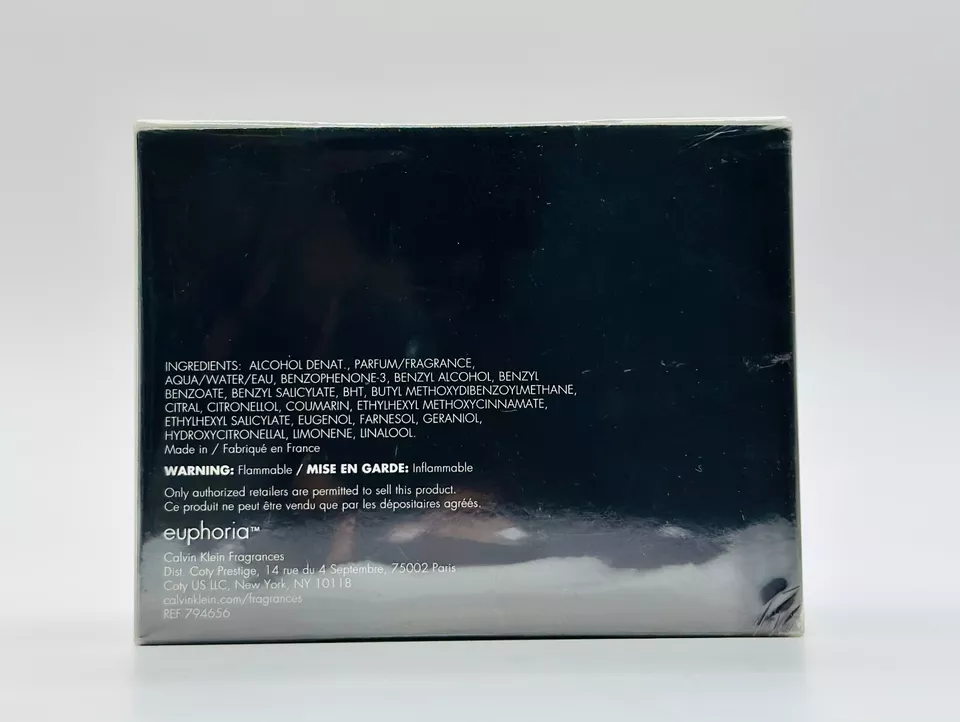 INGREDIENTS: ALCOHOL DENAT., PARFUM/FRAGRANCE,
AQUA/WATER/EAU, BENZOPHENONE-3, BENZYL ALCOHOL, BENZYL
BENZOATE, BENZYL SALICYLATE, BHT, BUTYL METHOXYDIBENZOYLMETHANE,
CITRAL, CITRONELLOL, COUMARIN, ETHYLHEXYL METHOXYCINNAMATE,
ETHYLHEXYL SALICYLATE, EUGENOL, FARNESOL, GERANIOL,
HYDROXYCITRONELLAL, LIMONENE, LINALOOL.
Made in / Fabriqué en France
WARNING: Flammable / MISE EN GARDE: Inflammable
Only authorized retailers are permitted to sell this product.
Ce produit ne peut être vendu que par les dépositaires agréés.
euphoria™
Calvin Klein Fragrances
Dist. Coty Prestige, 14 rue du 4 Septembre, 75002 Paris
Coty US LLC, New York, NY 10118
calvinklein.com/fragrances
REF 794656